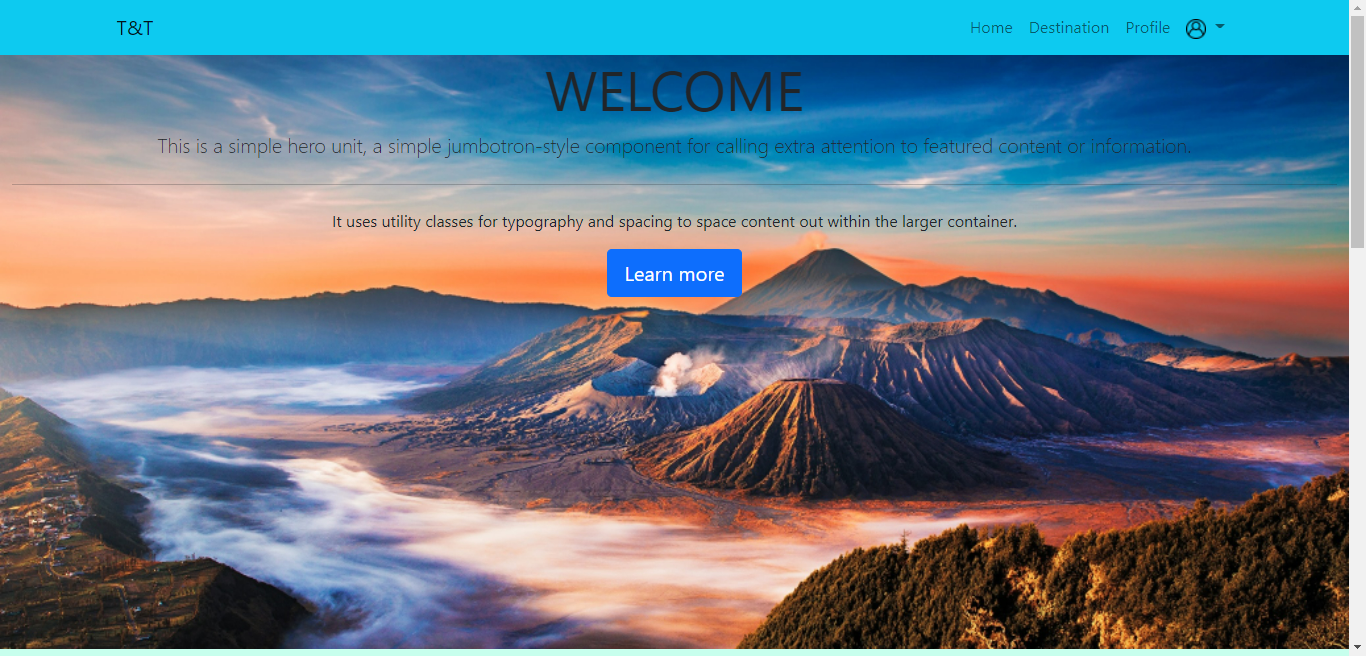 T&T
Home Destination Profile
WELCOME
This is a simple hero unit, a simple jumbotron-style component for calling extra attention to featured content or information.
It uses utility classes for typography and spacing to space content out within the larger container.
Learn more